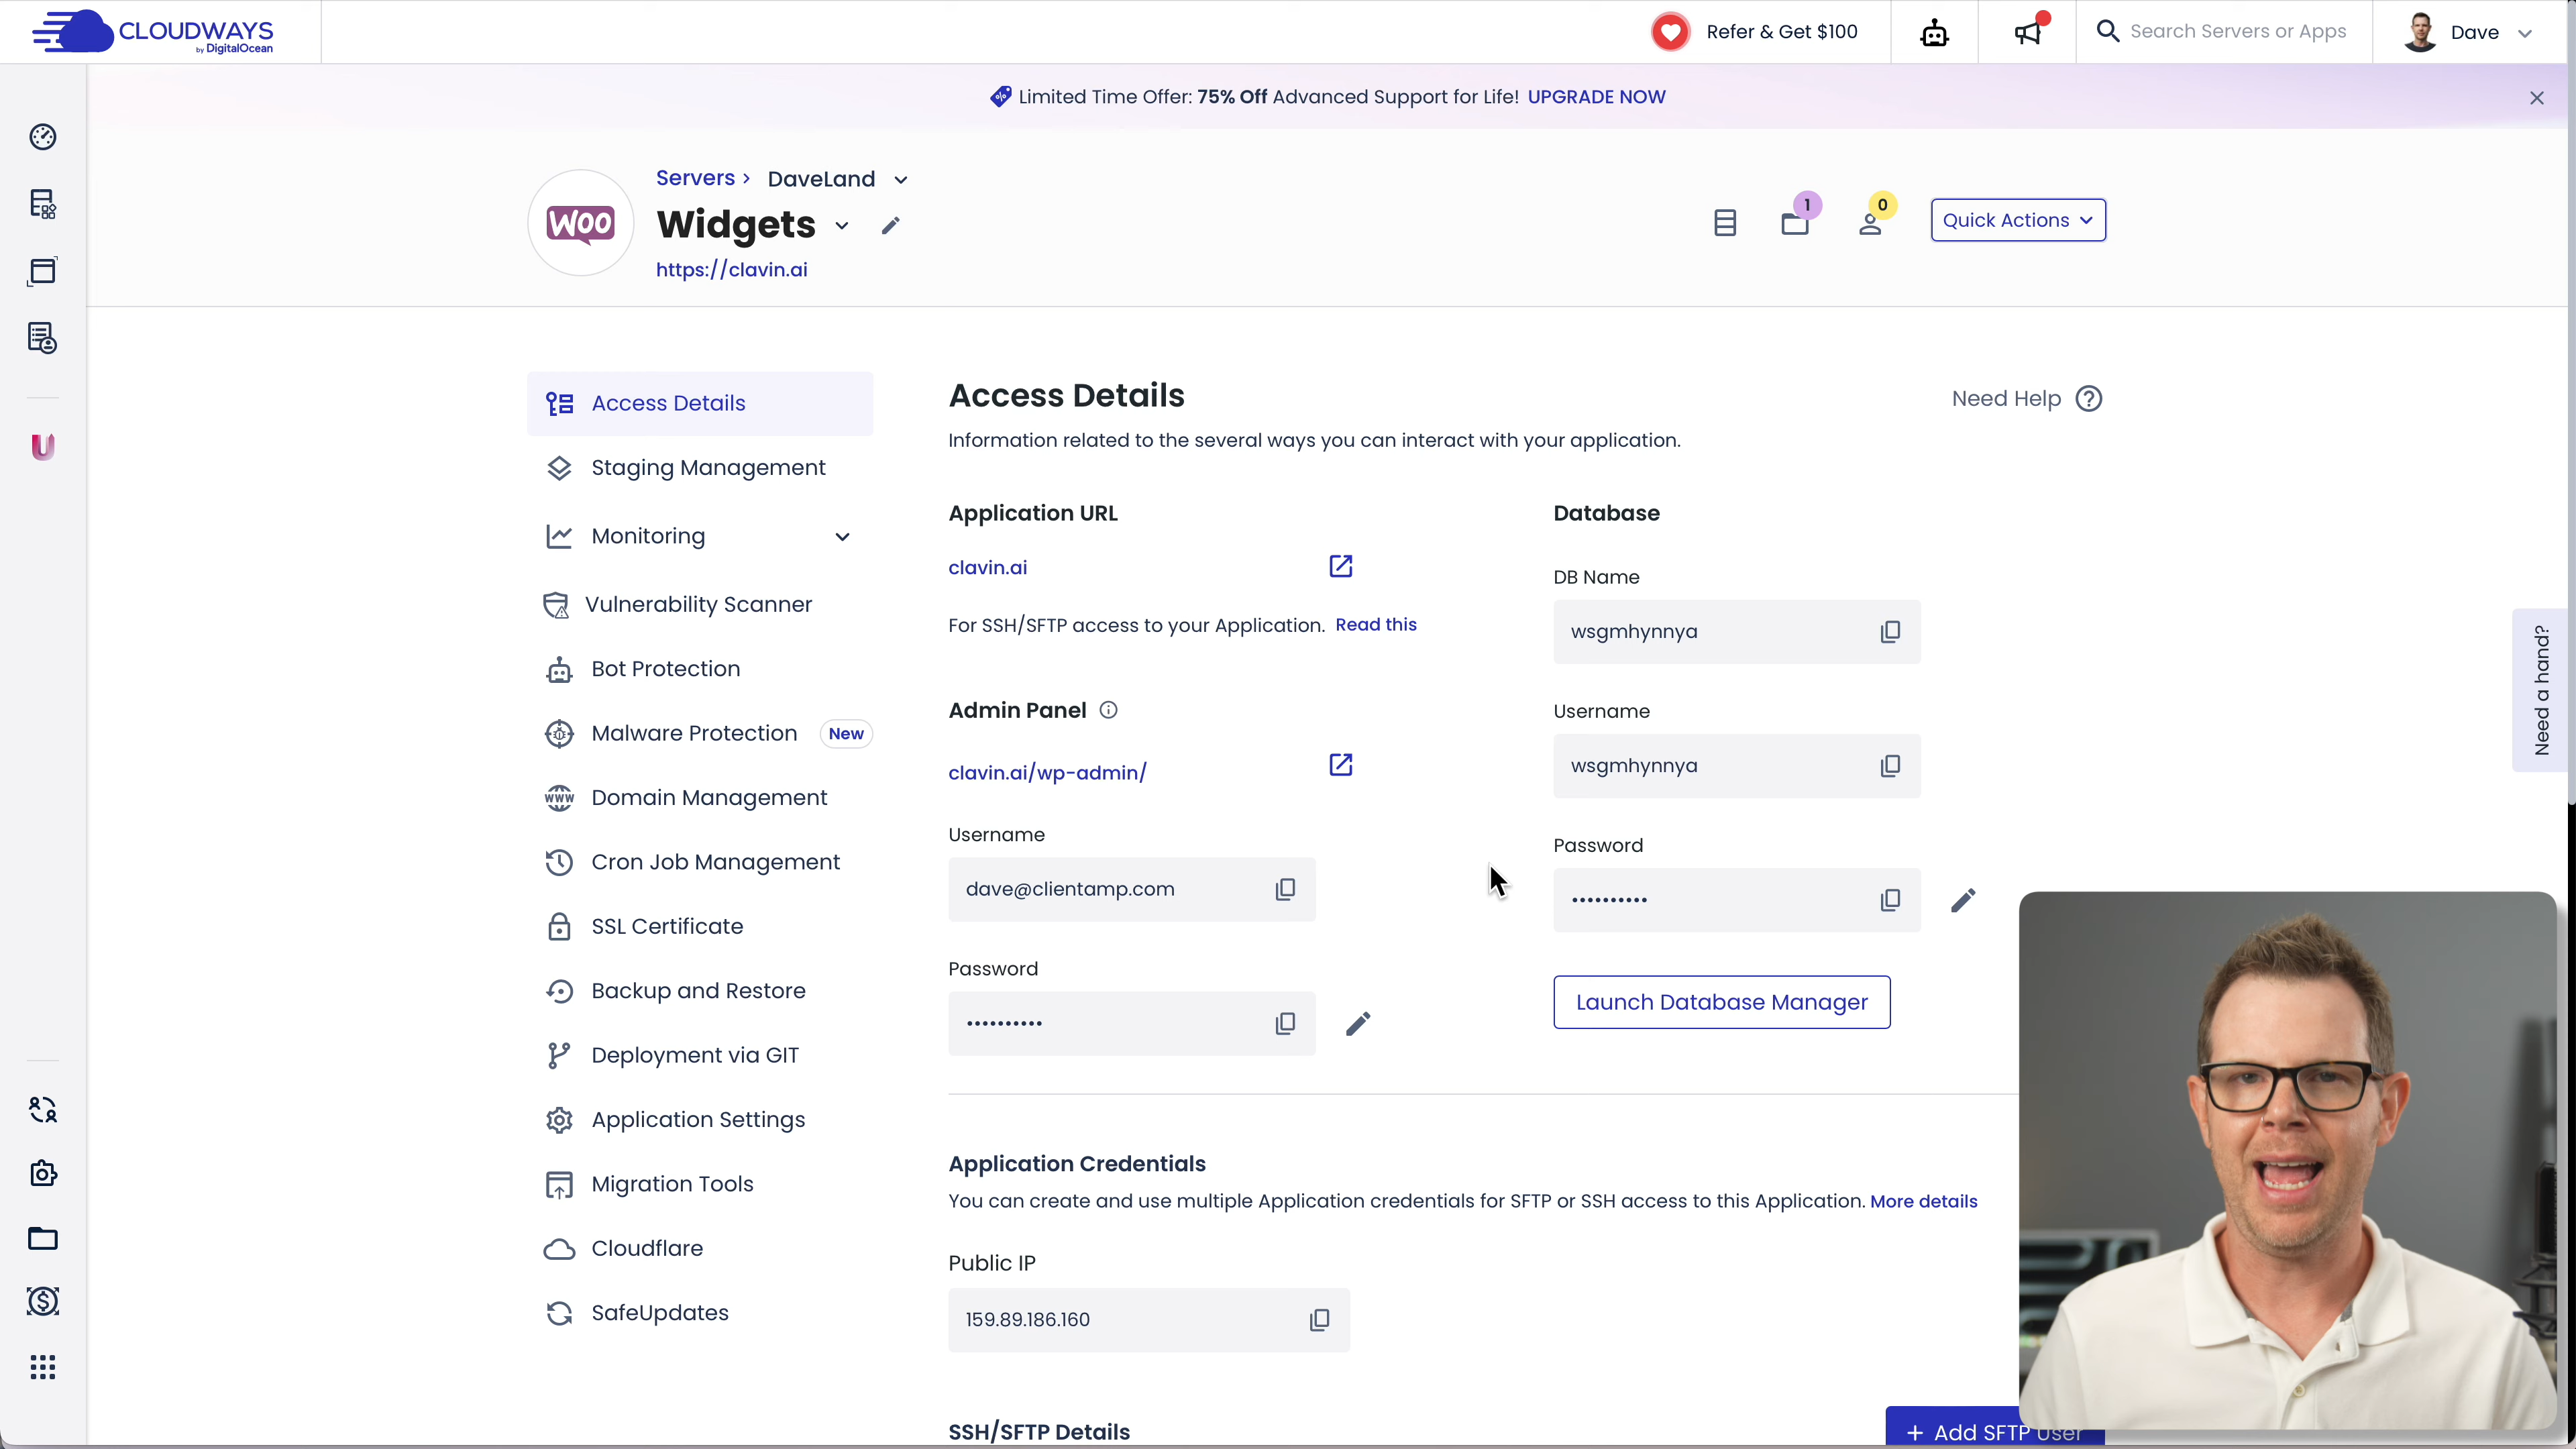 CLOUDWAYS
by DigitalOcean
Refer & Get $100
Search Servers or Apps
Dave
Limited Time Offer: 75% Off Advanced Support for Life! UPGRADE NOW
Servers › DaveLand
WOO
Widgets
https://clavin.ai
1
0
Quick Actions
Access Details
Staging Management
Monitoring
Vulnerability Scanner
Bot Protection
Malware Protection New
Domain Management
Cron Job Management
SSL Certificate
Backup and Restore
Deployment via GIT
Application Settings
Migration Tools
Cloudflare
SafeUpdates
Access Details
Need Help
Information related to the several ways you can interact with your application.
Application URL
clavin.ai
For SSH/SFTP access to your Application. Read this
Admin Panel
clavin.ai/wp-admin/
Username
dave@clientamp.com
Password
••••••••••
Database
DB Name
wsgmhynnya
Username
wsgmhynnya
Password
••••••••••
Launch Database Manager
Application Credentials
You can create and use multiple Application credentials for SFTP or SSH access to this Application. More details
Public IP
159.89.186.160
SSH/SFTP Details
+ Add SFTP User
Need a hand?